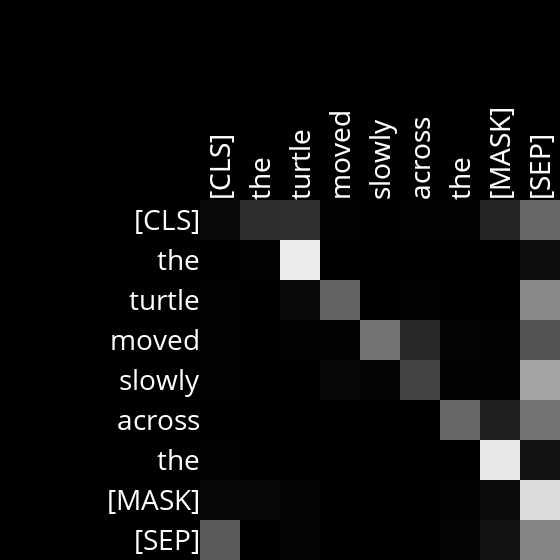 [CLS]
the
turtle
moved
slowly
across
the
[MASK]
[SEP]
[CLS]
the
turtle
moved
slowly
across
the
[MASK]
[SEP]